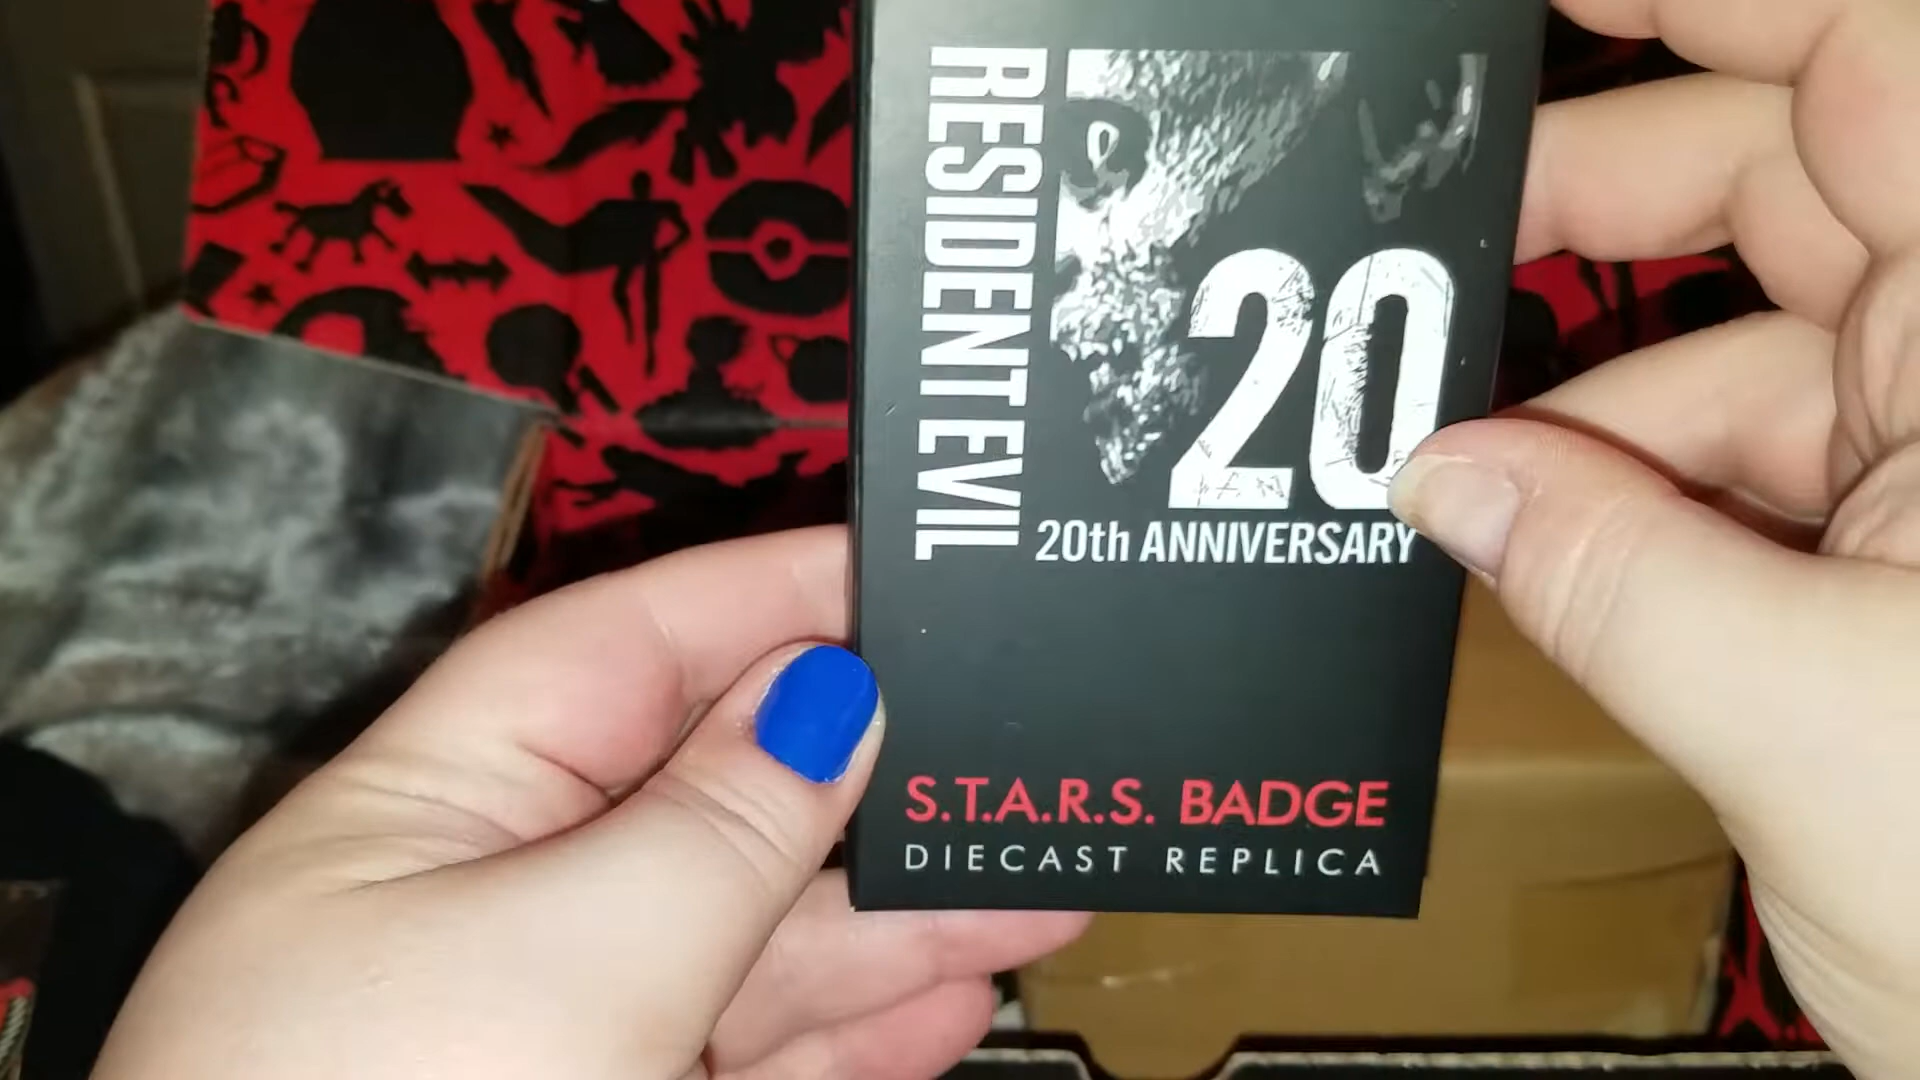 RESIDENT EVIL
20
20th ANNIVERSARY
S.T.A.R.S. BADGE
DIECAST REPLICA